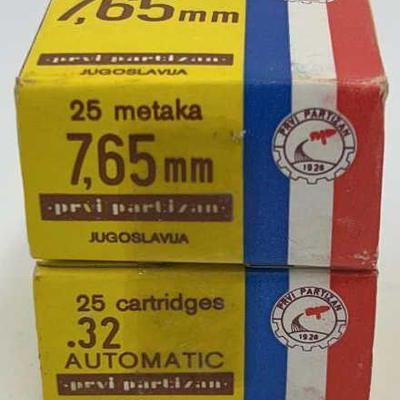 7,65mm
·prvi partizan·
JUGOSLAVIJA
25 metaka
7,65mm
·prvi partizan·
JUGOSLAVIJA
PRVI PARTIZAN
1928
25 cartridges
.32
AUTOMATIC
·prvi partizan·
PRVI PARTIZAN
1928